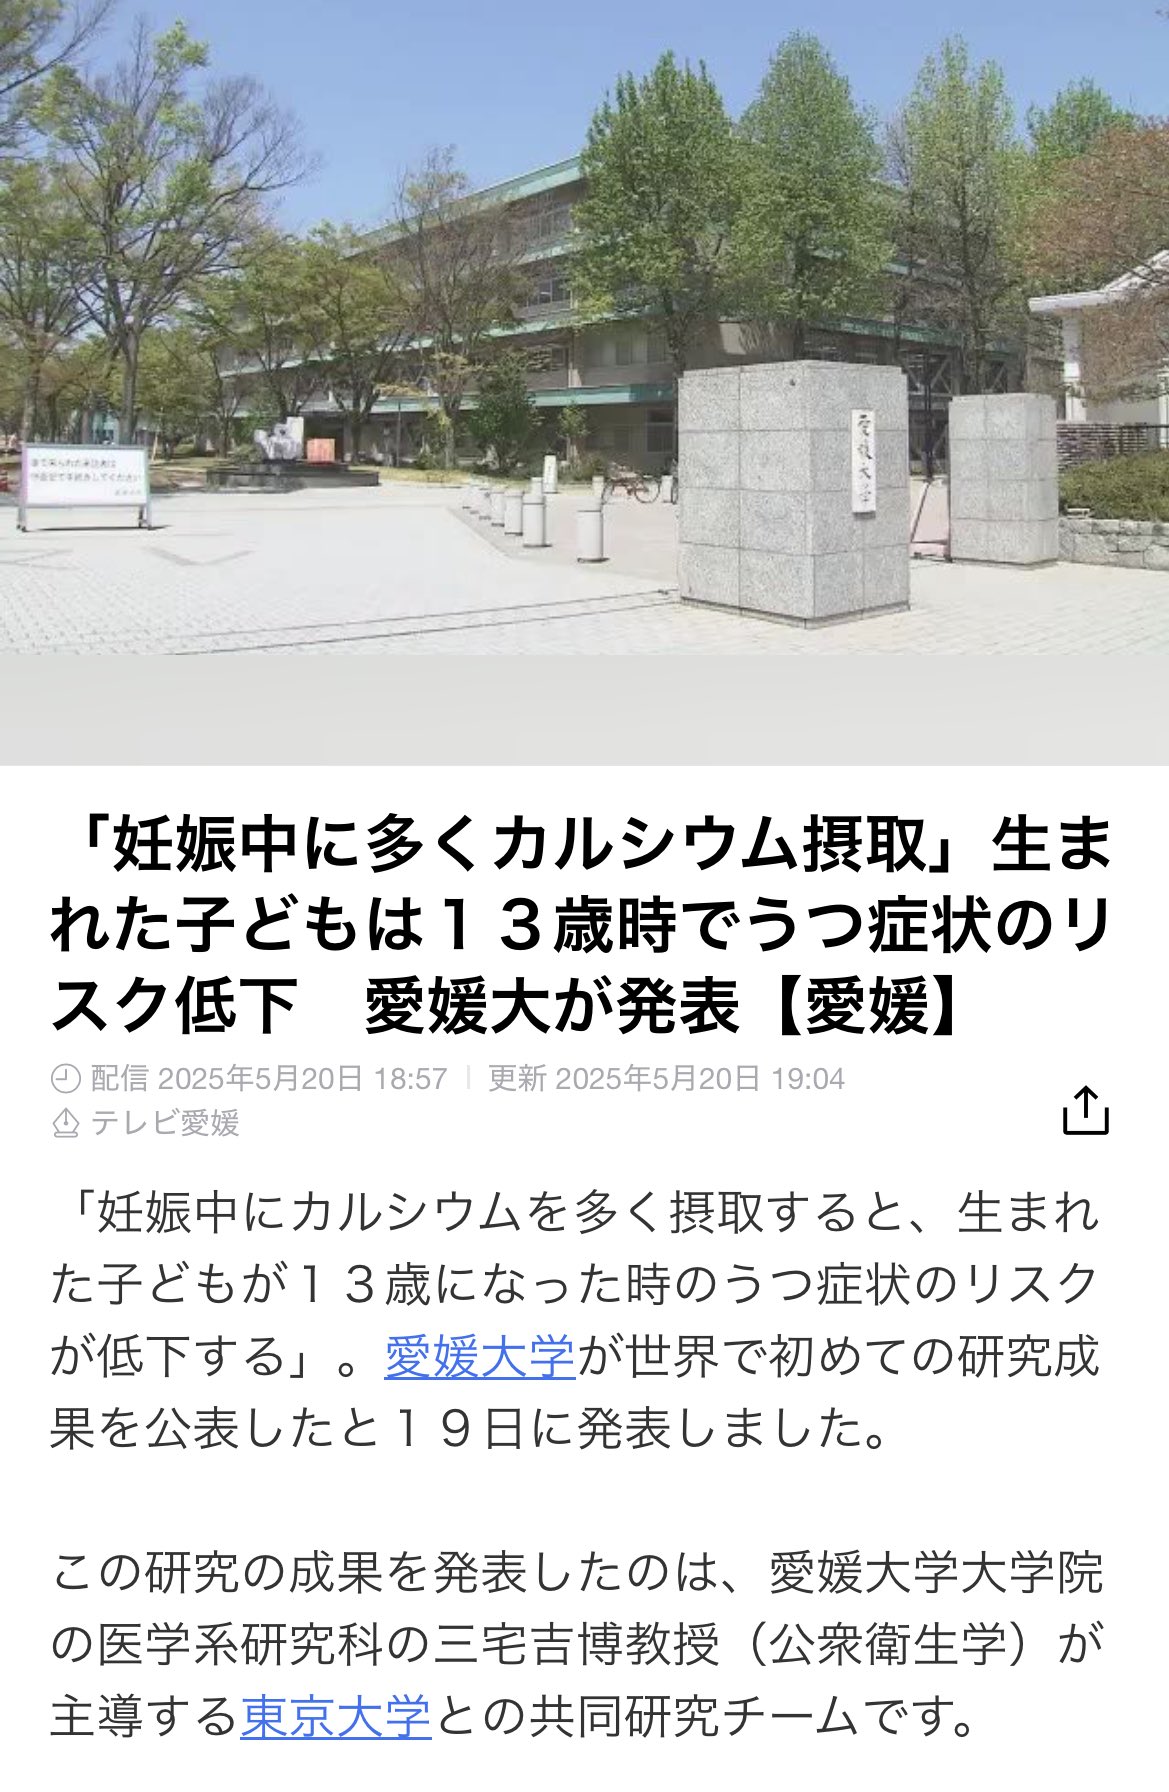 愛媛大学
「妊娠中に多くカルシウム摂取」生ま
れた子どもは１３歳時でうつ症状のリ
スク低下　愛媛大が発表【愛媛】
配信 2025年5月20日 18:57 | 更新 2025年5月20日 19:04
テレビ愛媛
「妊娠中にカルシウムを多く摂取すると、生まれ
た子どもが１３歳になった時のうつ症状のリスク
が低下する」。愛媛大学が世界で初めての研究成
果を公表したと１９日に発表しました。
この研究の成果を発表したのは、愛媛大学大学院
の医学系研究科の三宅吉博教授（公衆衛生学）が
主導する東京大学との共同研究チームです。